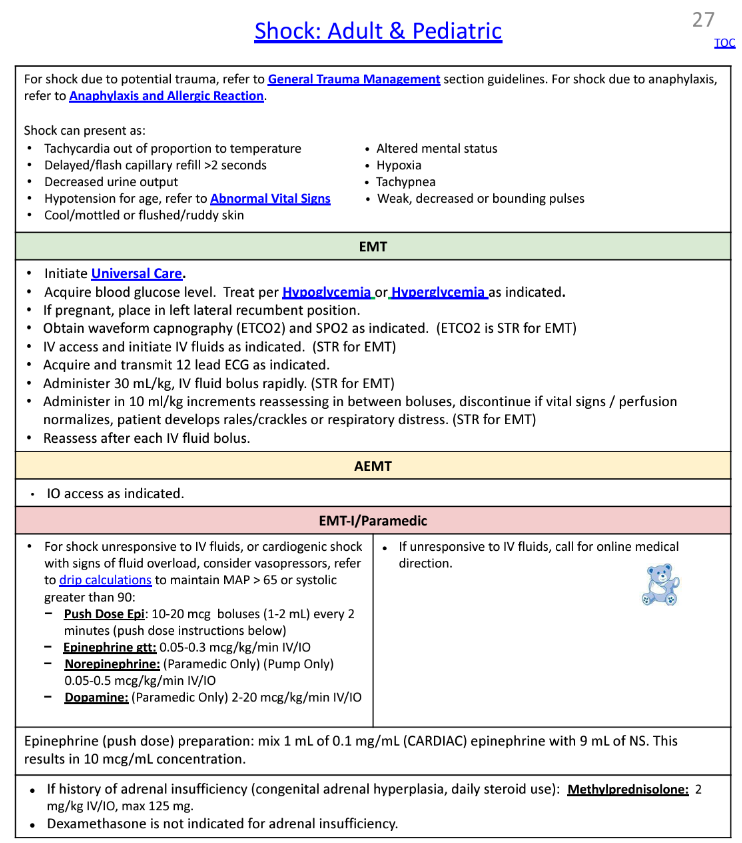 27
Shock: Adult & Pediatric
TOC
For shock due to potential trauma, refer to General Trauma Management section guidelines. For shock due to anaphylaxis,
refer to Anaphylaxis and Allergic Reaction.
Shock can present as:
• Tachycardia out of proportion to temperature
• Delayed/flash capillary refill >2 seconds
• Decreased urine output
• Hypotension for age, refer to Abnormal Vital Signs
• Cool/mottled or flushed/ruddy skin
• Altered mental status
• Hypoxia
• Tachypnea
• Weak, decreased or bounding pulses
EMT
• Initiate Universal Care.
• Acquire blood glucose level. Treat per Hypoglycemia or Hyperglycemia as indicated.
• If pregnant, place in left lateral recumbent position.
• Obtain waveform capnography (ETCO2) and SPO2 as indicated. (ETCO2 is STR for EMT)
• IV access and initiate IV fluids as indicated. (STR for EMT)
• Acquire and transmit 12 lead ECG as indicated.
• Administer 30 mL/kg, IV fluid bolus rapidly. (STR for EMT)
• Administer in 10 ml/kg increments reassessing in between boluses, discontinue if vital signs / perfusion
normalizes, patient develops rales/crackles or respiratory distress. (STR for EMT)
• Reassess after each IV fluid bolus.
AEMT
• IO access as indicated.
EMT-I/Paramedic
• For shock unresponsive to IV fluids, or cardiogenic shock
with signs of fluid overload, consider vasopressors, refer
to drip calculations to maintain MAP > 65 or systolic
greater than 90:
– Push Dose Epi: 10-20 mcg boluses (1-2 mL) every 2
minutes (push dose instructions below)
– Epinephrine gtt: 0.05-0.3 mcg/kg/min IV/IO
– Norepinephrine: (Paramedic Only) (Pump Only)
0.05-0.5 mcg/kg/min IV/IO
– Dopamine: (Paramedic Only) 2-20 mcg/kg/min IV/IO
• If unresponsive to IV fluids, call for online medical
direction.
Epinephrine (push dose) preparation: mix 1 mL of 0.1 mg/mL (CARDIAC) epinephrine with 9 mL of NS. This
results in 10 mcg/mL concentration.
• If history of adrenal insufficiency (congenital adrenal hyperplasia, daily steroid use): Methylprednisolone: 2
mg/kg IV/IO, max 125 mg.
• Dexamethasone is not indicated for adrenal insufficiency.